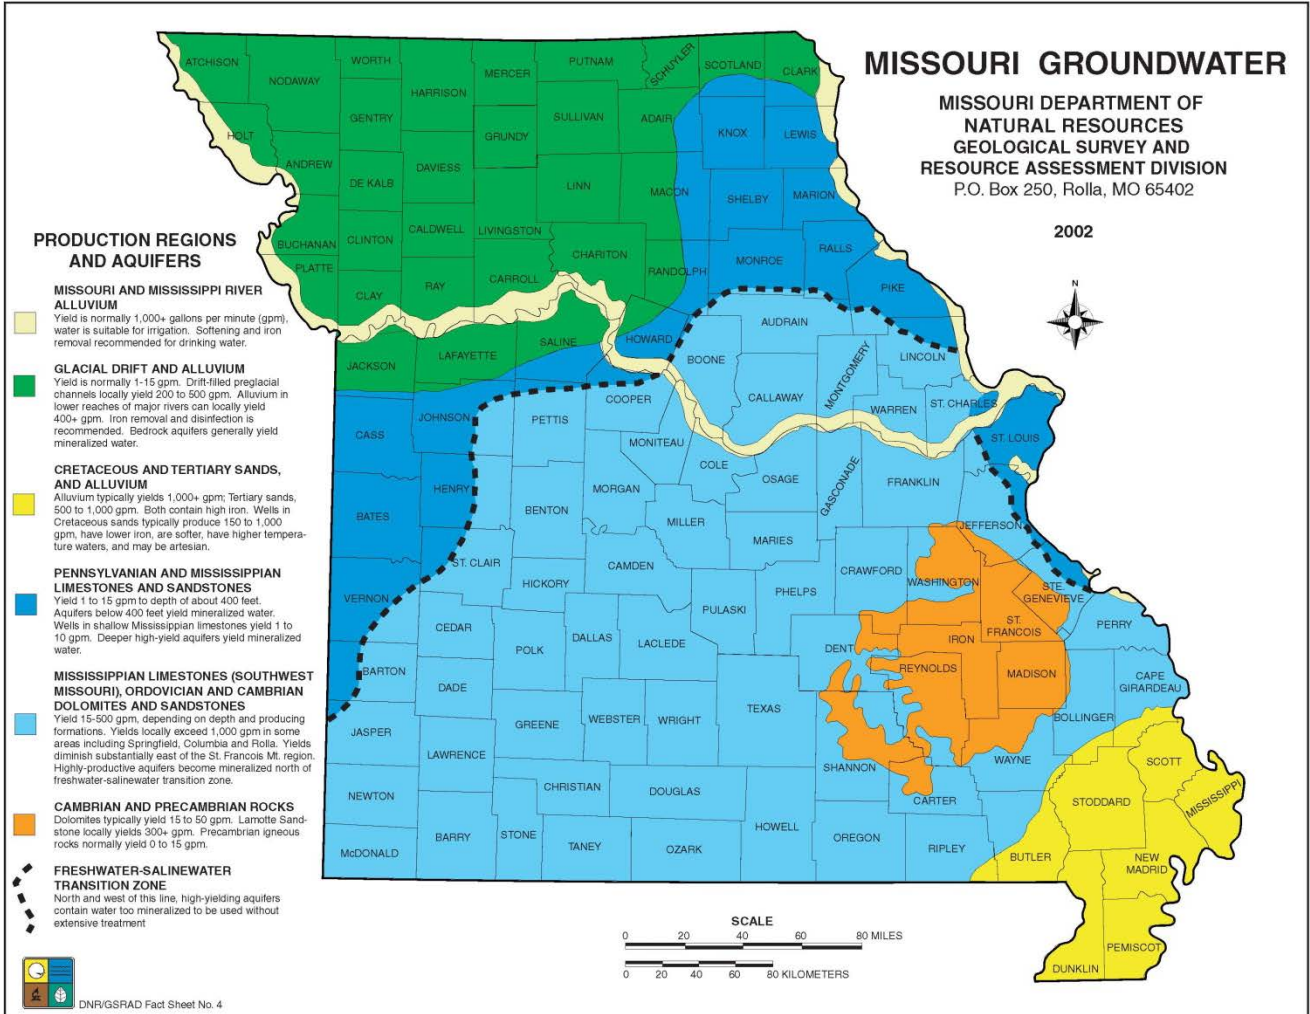 MISSOURI GROUNDWATER
MISSOURI DEPARTMENT OF
NATURAL RESOURCES
GEOLOGICAL SURVEY AND
RESOURCE ASSESSMENT DIVISION
P.O. Box 250, Rolla, MO 65402
2002
N
PRODUCTION REGIONS
AND AQUIFERS
MISSOURI AND MISSISSIPPI RIVER
ALLUVIUM
Yield is normally 1,000+ gallons per minute (gpm),
water is suitable for irrigation. Softening and iron
removal recommended for drinking water.
GLACIAL DRIFT AND ALLUVIUM
Yield is normally 1-15 gpm. Drift-filled preglacial
channels locally yield 200 to 500 gpm. Alluvium in
lower reaches of major rivers can locally yield
400+ gpm. Iron removal and disinfection is
recommended. Bedrock aquifers generally yield
mineralized water.
CRETACEOUS AND TERTIARY SANDS,
AND ALLUVIUM
Alluvium typically yields 1,000+ gpm; Tertiary sands,
500 to 1,000 gpm. Both contain high iron. Wells in
Cretaceous sands typically produce 150 to 1,000
gpm, have lower iron, are softer, have higher tempera-
ture waters, and may be artesian.
PENNSYLVANIAN AND MISSISSIPPIAN
LIMESTONES AND SANDSTONES
Yield 1 to 15 gpm to depth of about 400 feet.
Aquifers below 400 feet yield mineralized water.
Wells in shallow Mississippian limestones yield 1 to
10 gpm. Deeper high-yield aquifers yield mineralized
water.
MISSISSIPPIAN LIMESTONES (SOUTHWEST
MISSOURI), ORDOVICIAN AND CAMBRIAN
DOLOMITES AND SANDSTONES
Yield 15-500 gpm, depending on depth and producing
formations. Yields locally exceed 1,000 gpm in some
areas including Springfield, Columbia and Rolla. Yields
diminish substantially east of the St. Francois Mt. region.
Highly-productive aquifers become mineralized north of
freshwater-salinewater transition zone.
CAMBRIAN AND PRECAMBRIAN ROCKS
Dolomites typically yield 15 to 50 gpm. Lamotte Sand-
stone locally yields 300+ gpm. Precambrian igneous
rocks normally yield 0 to 15 gpm.
FRESHWATER-SALINEWATER
TRANSITION ZONE
North and west of this line, high-yielding aquifers
contain water too mineralized to be used without
extensive treatment
DNR/GSRAD Fact Sheet No. 4
ATCHISON
NODAWAY
WORTH
HARRISON
MERCER
PUTNAM
SCHUYLER
SCOTLAND
CLARK
HOLT
GENTRY
GRUNDY
SULLIVAN
ADAIR
KNOX
LEWIS
ANDREW
DE KALB
DAVIESS
LINN
MACON
SHELBY
MARION
BUCHANAN
CLINTON
CALDWELL
LIVINGSTON
CHARITON
RANDOLPH
MONROE
RALLS
PLATTE
CLAY
RAY
CARROLL
PIKE
JACKSON
LAFAYETTE
SALINE
HOWARD
BOONE
AUDRAIN
MONTGOMERY
LINCOLN
CASS
JOHNSON
PETTIS
COOPER
CALLAWAY
WARREN
ST. CHARLES
ST. LOUIS
MONITEAU
COLE
OSAGE
GASCONADE
FRANKLIN
JEFFERSON
BATES
HENRY
BENTON
MORGAN
MILLER
MARIES
VERNON
ST. CLAIR
HICKORY
CAMDEN
PULASKI
PHELPS
CRAWFORD
WASHINGTON
STE.
GENEVIEVE
PERRY
CEDAR
POLK
DALLAS
LACLEDE
DENT
IRON
ST.
FRANCOIS
BARTON
DADE
REYNOLDS
MADISON
CAPE
GIRARDEAU
JASPER
GREENE
WEBSTER
WRIGHT
TEXAS
BOLLINGER
LAWRENCE
SHANNON
WAYNE
SCOTT
NEWTON
CHRISTIAN
DOUGLAS
CARTER
STODDARD
MISSISSIPPI
McDONALD
BARRY
STONE
TANEY
OZARK
HOWELL
OREGON
RIPLEY
BUTLER
NEW
MADRID
PEMISCOT
DUNKLIN
SCALE
0 20 40 60 80 MILES
0 20 40 60 80 KILOMETERS